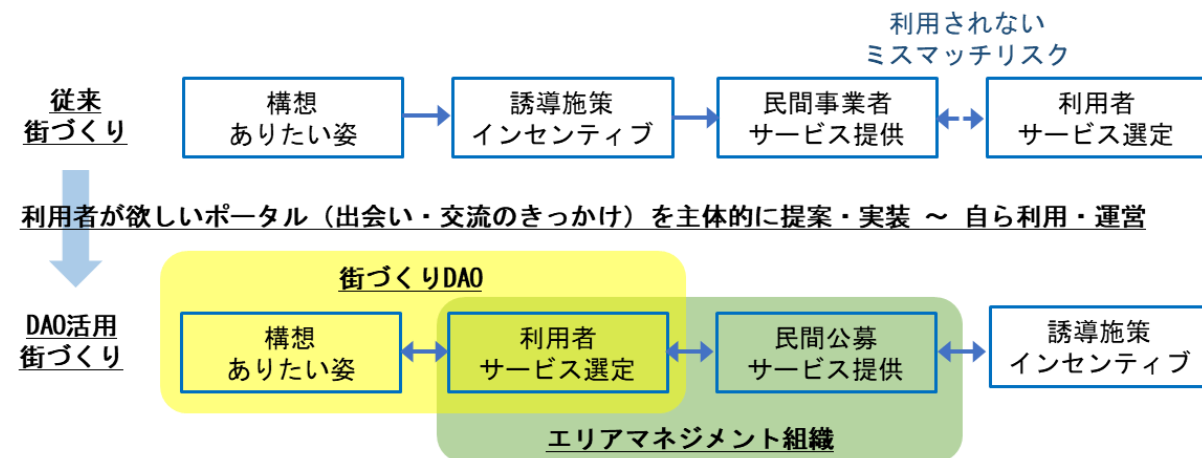 利用されない
ミスマッチリスク
従来
街づくり
構想
ありたい姿
誘導施策
インセンティブ
民間事業者
サービス提供
利用者
サービス選定
利用者が欲しいポータル（出会い・交流のきっかけ）を主体的に提案・実装 ～ 自ら利用・運営
街づくりDAO
DAO活用
街づくり
構想
ありたい姿
利用者
サービス選定
民間公募
サービス提供
誘導施策
インセンティブ
エリアマネジメント組織